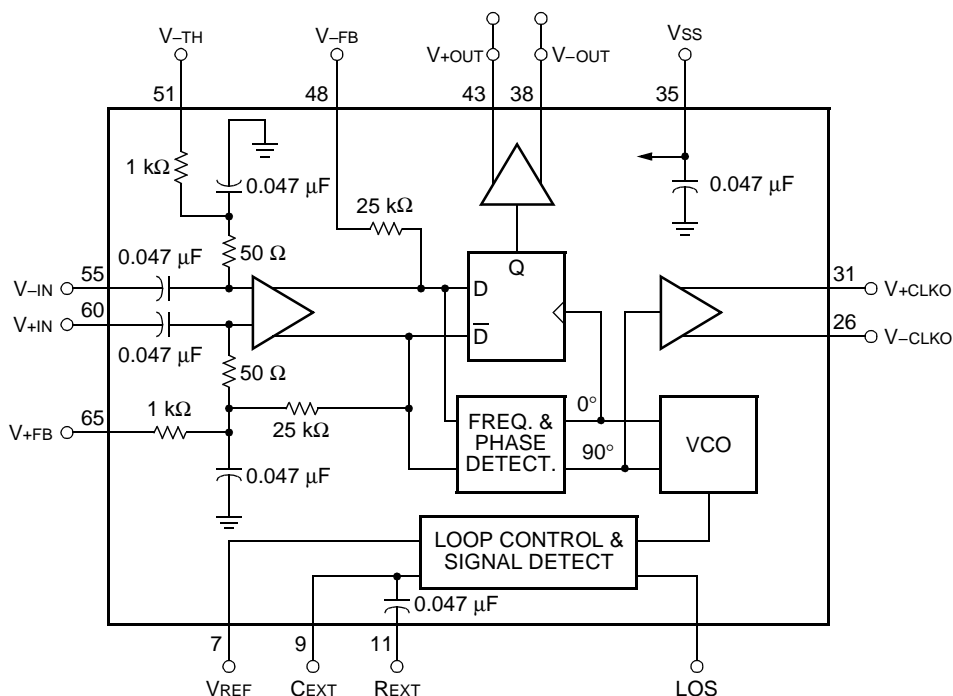 V–TH
V–FB
V+OUT
V–OUT
VSS
51
48
43
38
35
1 kΩ
0.047 µF
0.047 µF
25 kΩ
50 Ω
0.047 µF
Q
V–IN
55
D
31
V+CLKO
V+IN
60
D̅
26
V–CLKO
0.047 µF
50 Ω
V+FB
65
1 kΩ
25 kΩ
FREQ. &
PHASE
DETECT.
0°
90°
VCO
0.047 µF
LOOP CONTROL &
SIGNAL DETECT
0.047 µF
7
9
11
VREF
CEXT
REXT
LOS